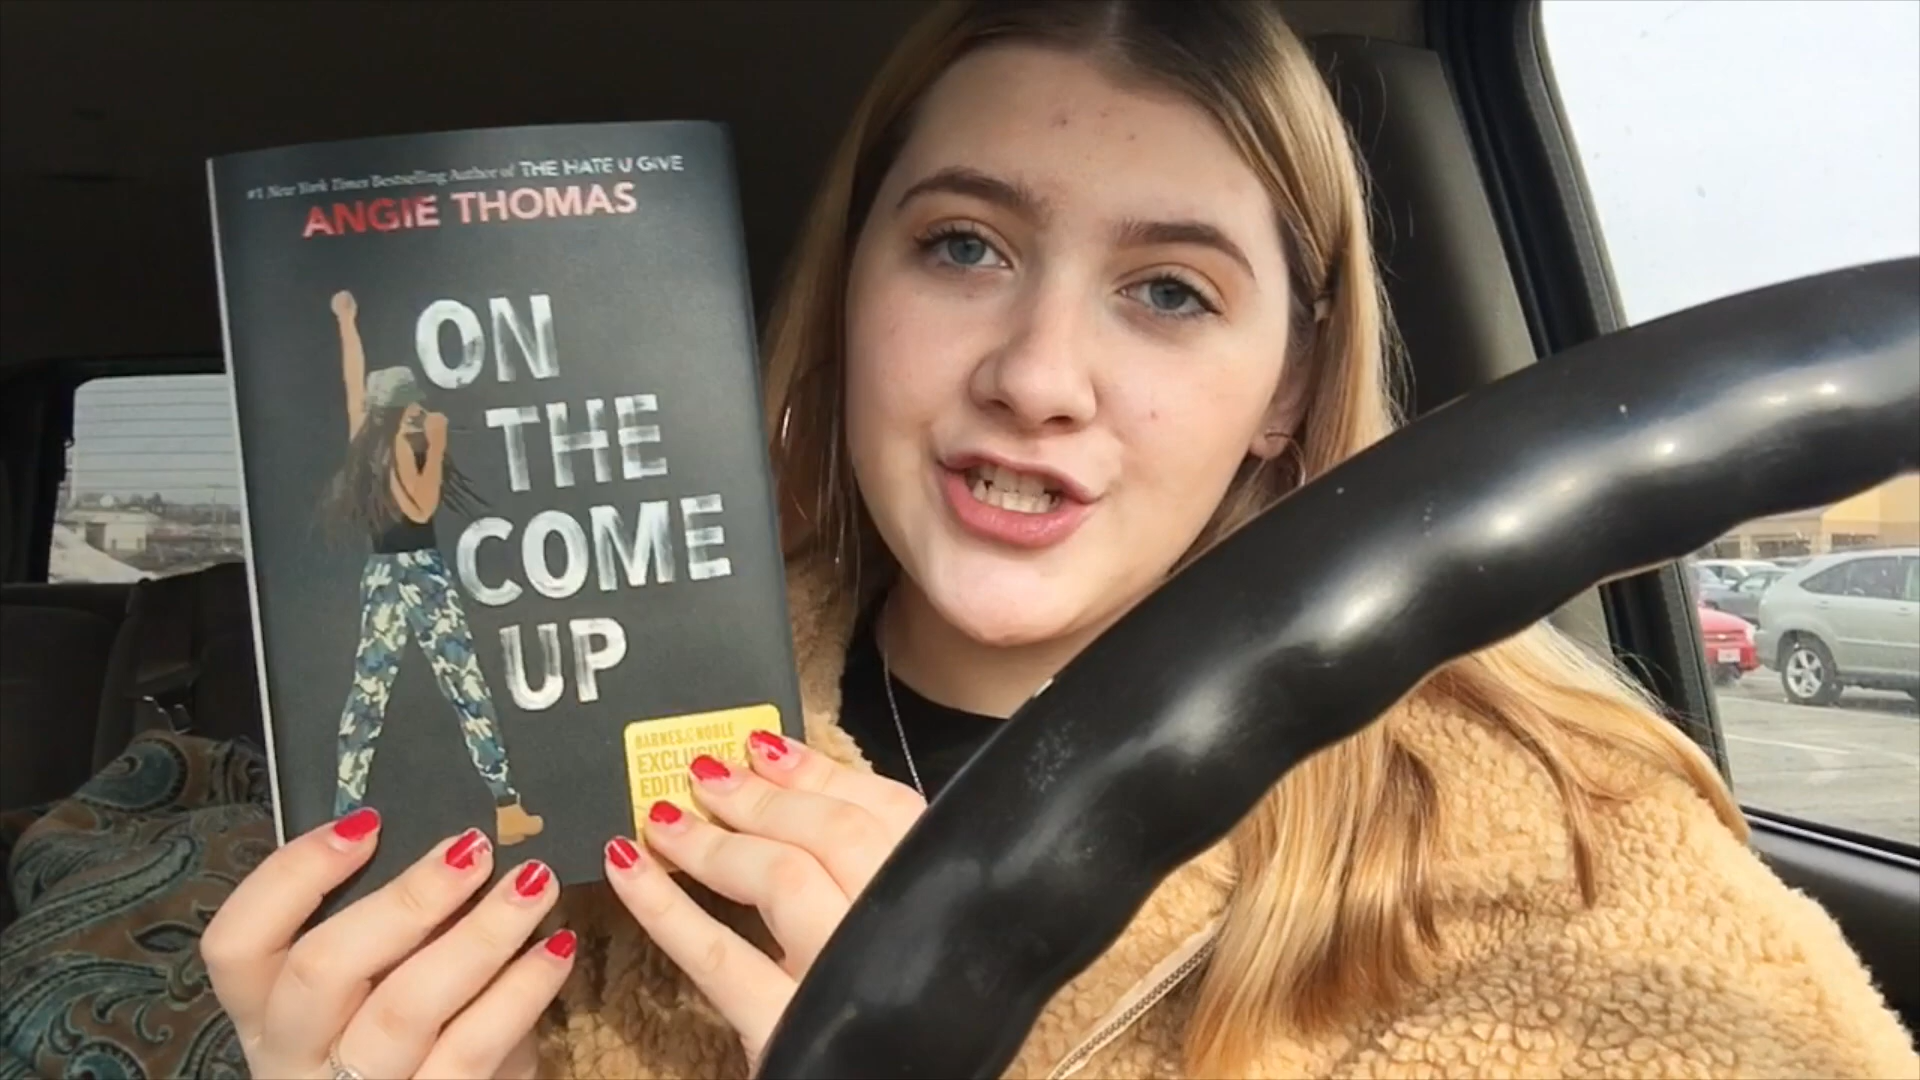 #1 New York Times Bestselling Author of THE HATE U GIVE
ANGIE THOMAS
ON
THE
COME
UP
BARNES & NOBLE
EXCLUSIVE